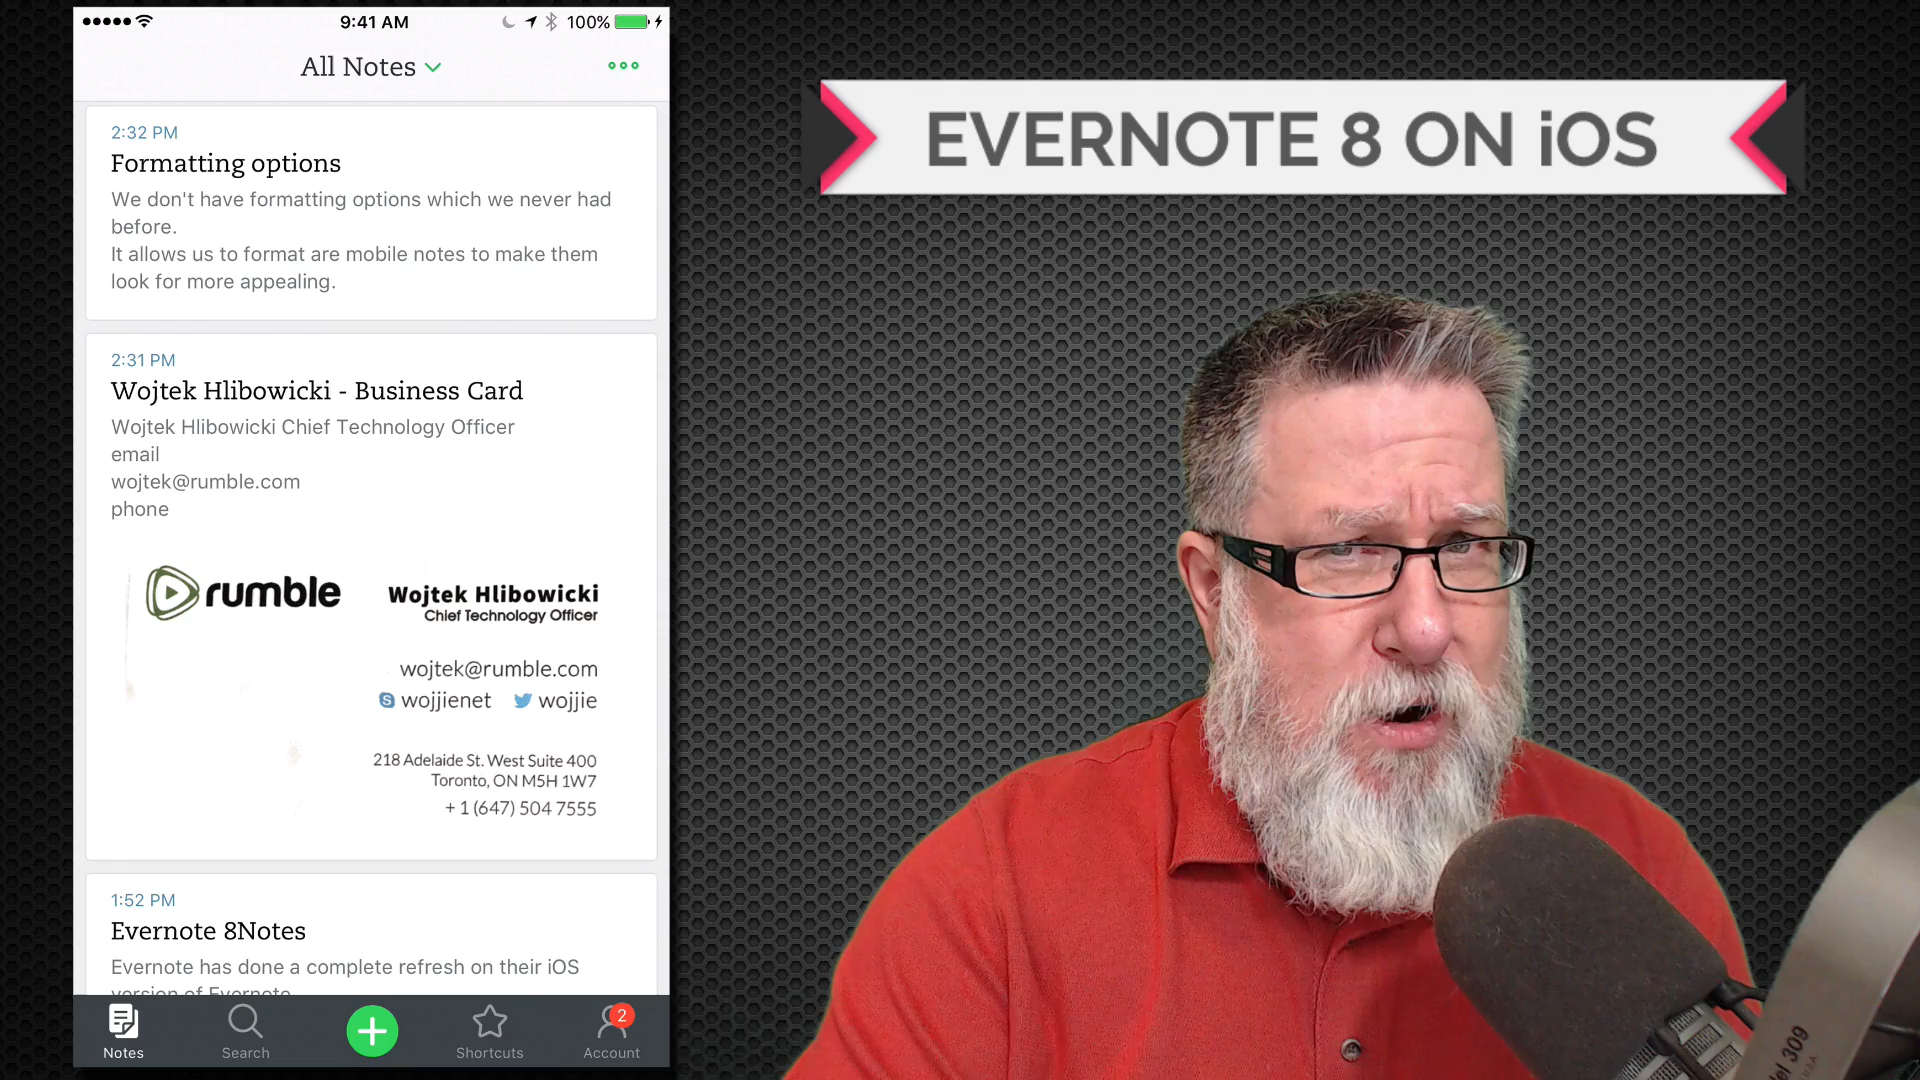 9:41 AM
100%
All Notes
2:32 PM
Formatting options
We don't have formatting options which we never had
before.
It allows us to format are mobile notes to make them
look for more appealing.
2:31 PM
Wojtek Hlibowicki - Business Card
Wojtek Hlibowicki Chief Technology Officer
email
wojtek@rumble.com
phone
rumble
Wojtek Hlibowicki
Chief Technology Officer
wojtek@rumble.com
wojjienet wojjie
218 Adelaide St. West Suite 400
Toronto, ON M5H 1W7
+ 1 (647) 504 7555
1:52 PM
Evernote 8Notes
Evernote has done a complete refresh on their iOS
version of Evernote
Notes
Search
Shortcuts
2
Account
EVERNOTE 8 ON iOS
309